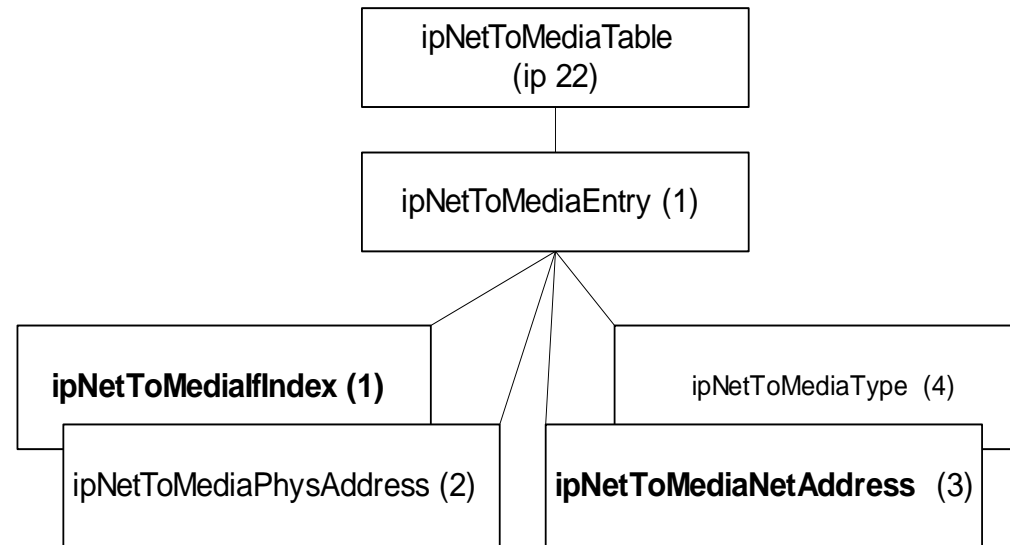 ipNetToMediaTable
(ip 22)
ipNetToMediaEntry (1)
ipNetToMediaIfIndex (1)
ipNetToMediaType (4)
ipNetToMediaPhysAddress (2)
ipNetToMediaNetAddress (3)